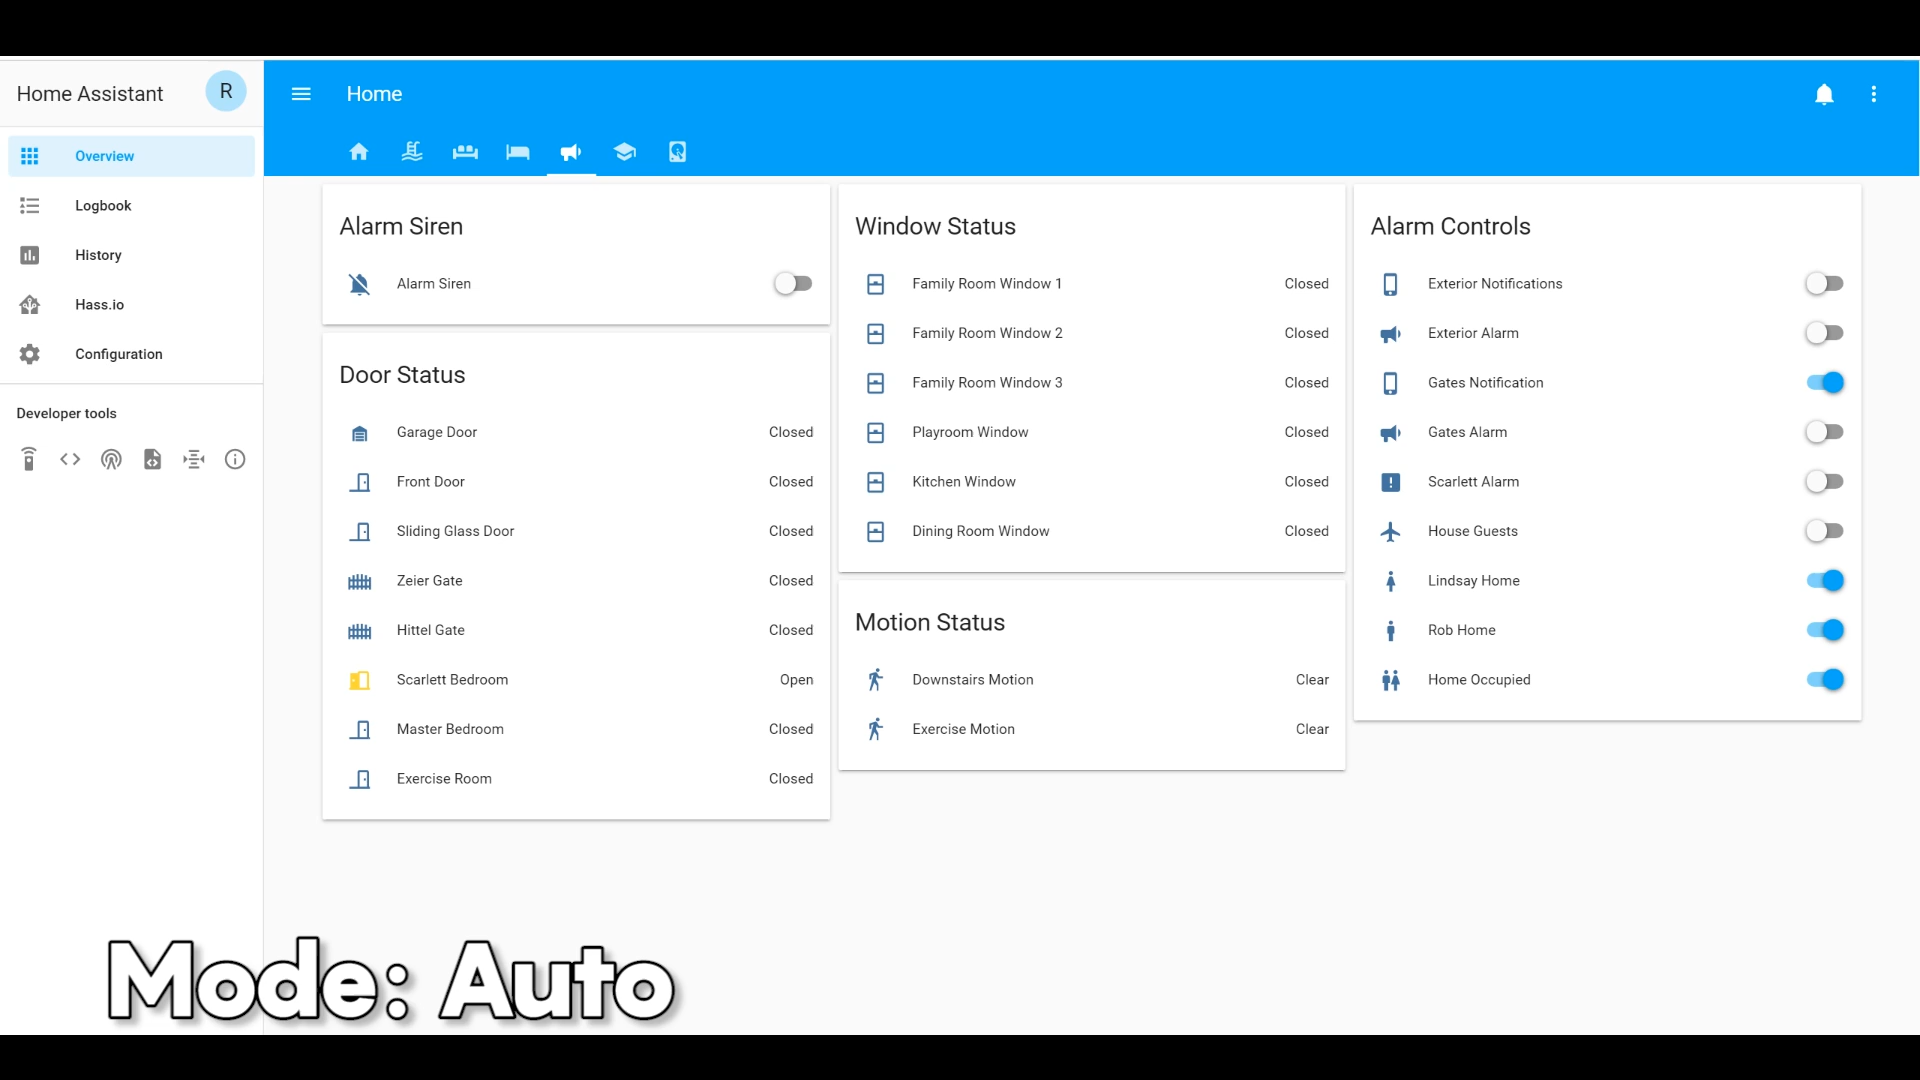 Home Assistant
R
Home
Overview
Logbook
History
Hass.io
Configuration
Developer tools
Alarm Siren
Alarm Siren
Door Status
Garage Door Closed
Front Door Closed
Sliding Glass Door Closed
Zeier Gate Closed
Hittel Gate Closed
Scarlett Bedroom Open
Master Bedroom Closed
Exercise Room Closed
Window Status
Family Room Window 1 Closed
Family Room Window 2 Closed
Family Room Window 3 Closed
Playroom Window Closed
Kitchen Window Closed
Dining Room Window Closed
Motion Status
Downstairs Motion Clear
Exercise Motion Clear
Alarm Controls
Exterior Notifications
Exterior Alarm
Gates Notification
Gates Alarm
Scarlett Alarm
House Guests
Lindsay Home
Rob Home
Home Occupied
Mode: Auto